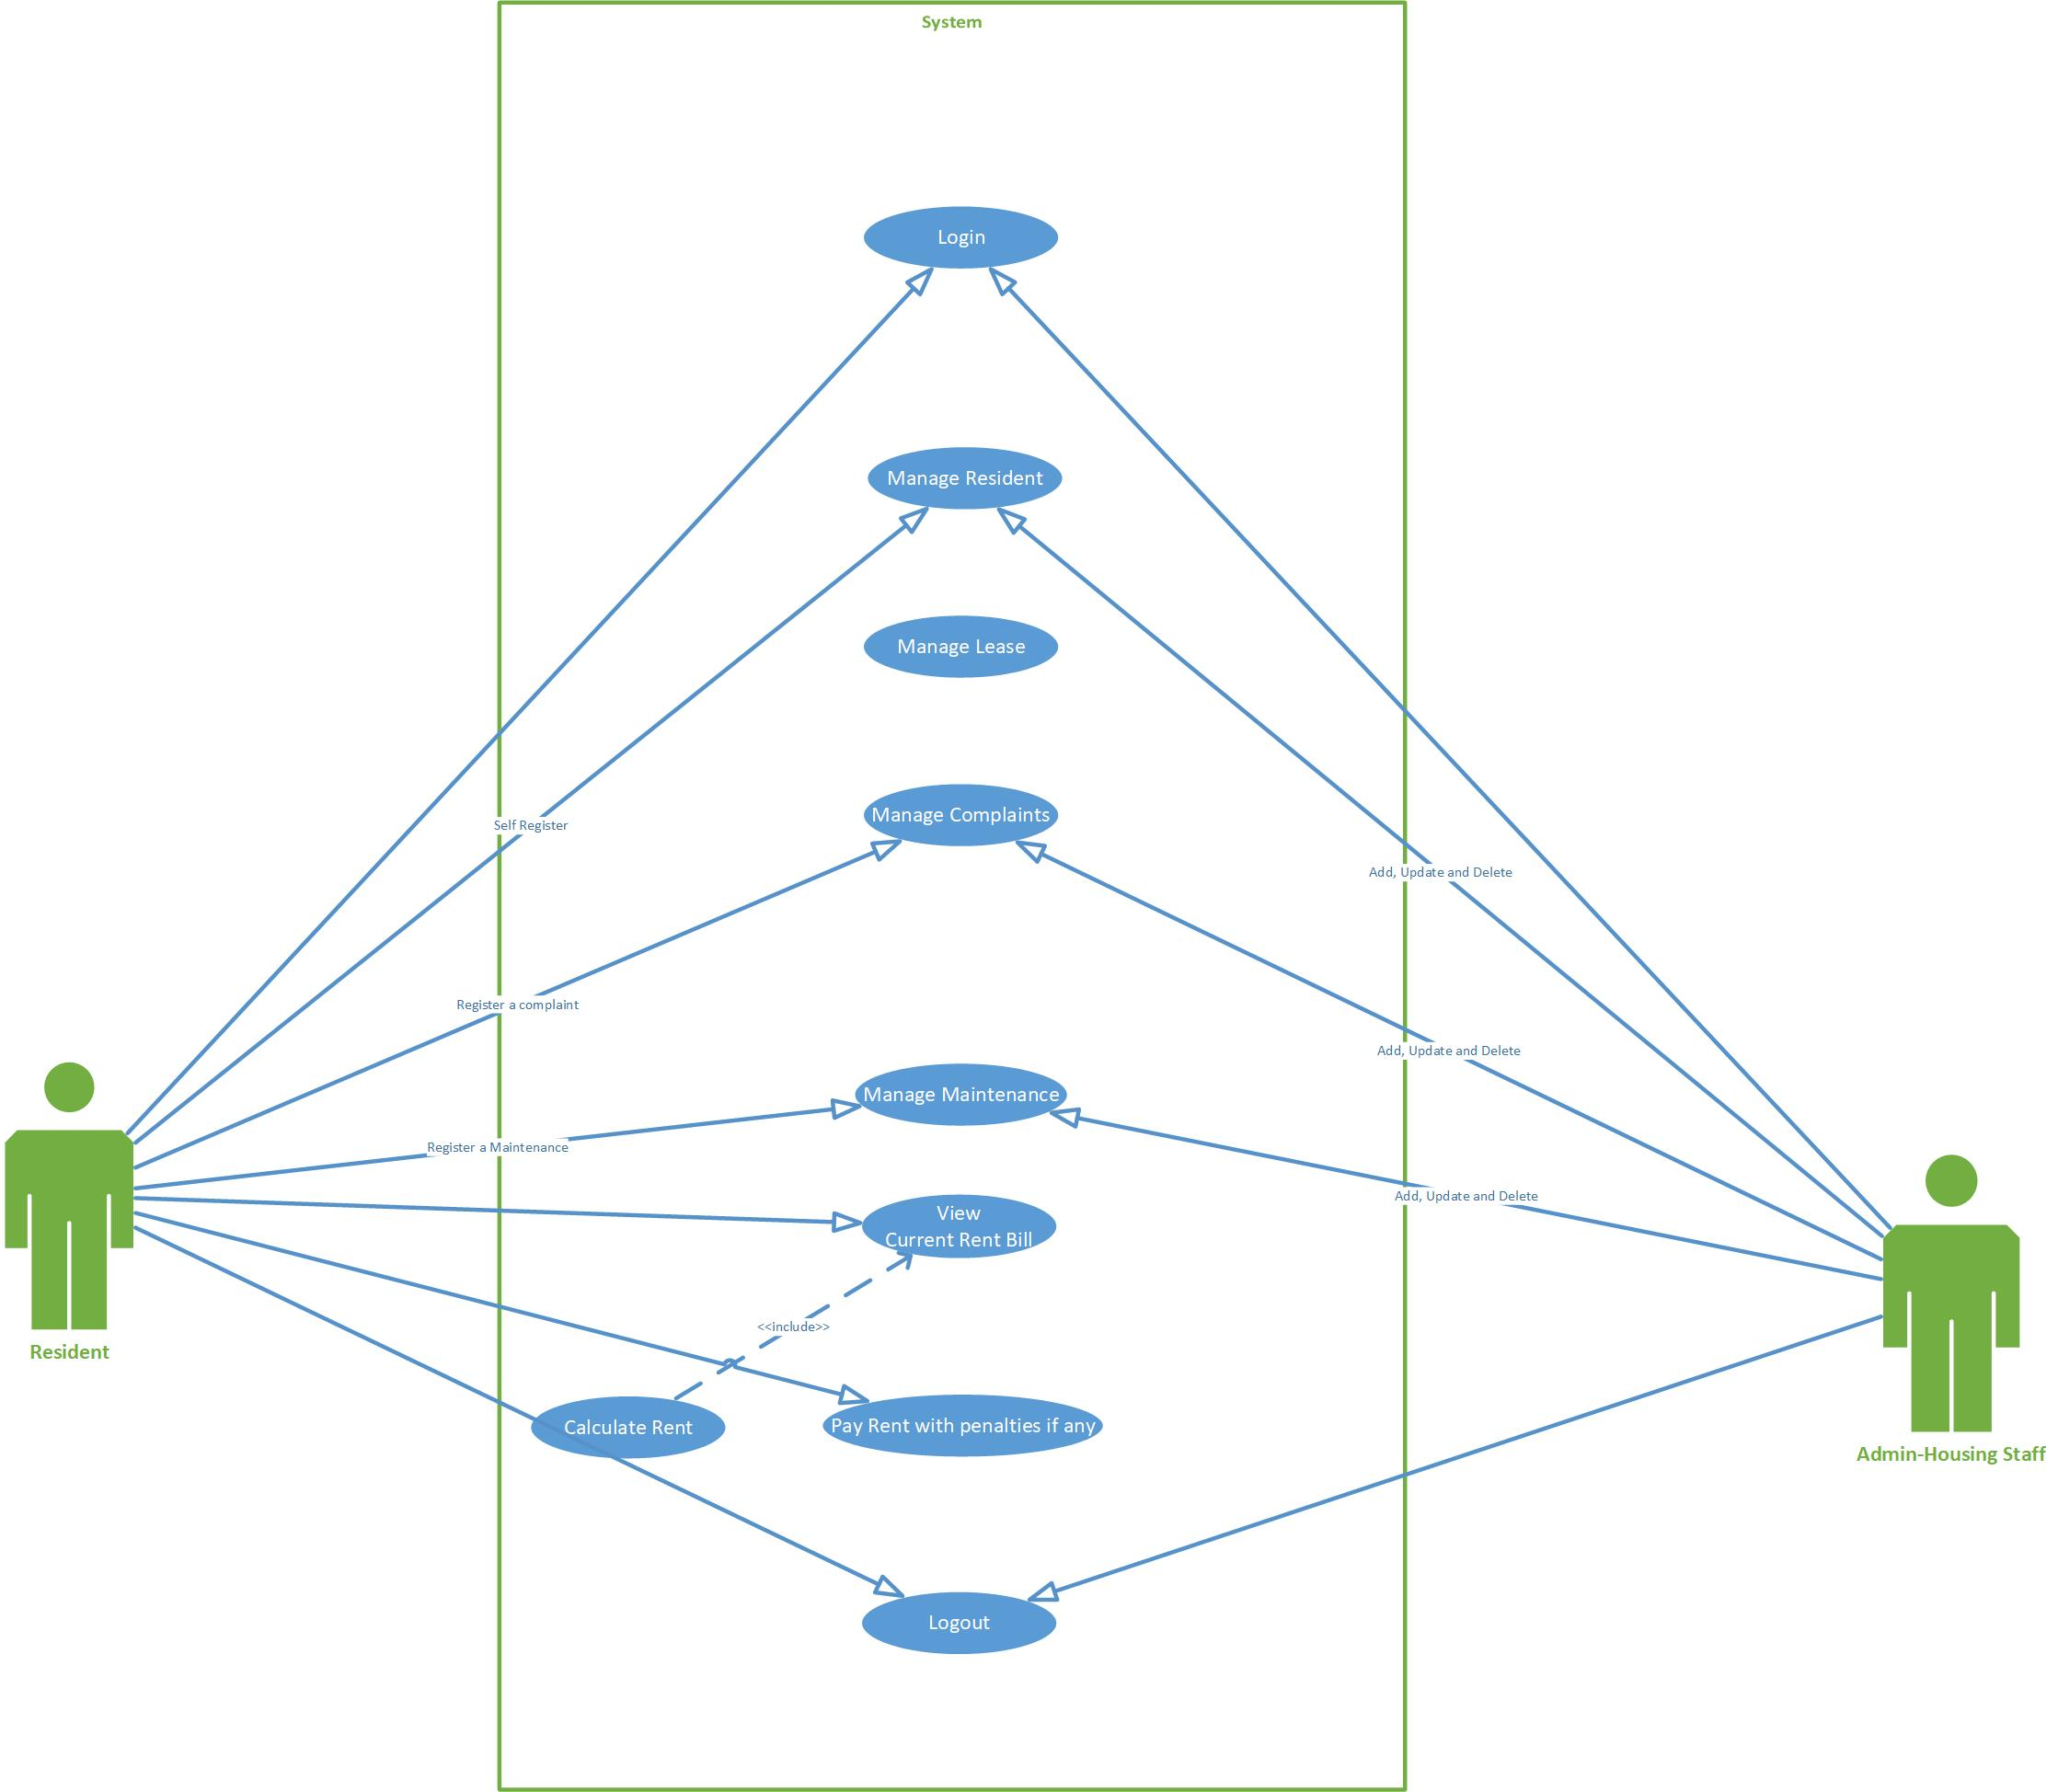 System
Login
Manage Resident
Manage Lease
Manage Complaints
Self Register
Add, Update and Delete
Register a complaint
Add, Update and Delete
Manage Maintenance
Register a Maintenance
Add, Update and Delete
View
Current Rent Bill
<<include>>
Resident
Calculate Rent
Pay Rent with penalties if any
Admin-Housing Staff
Logout